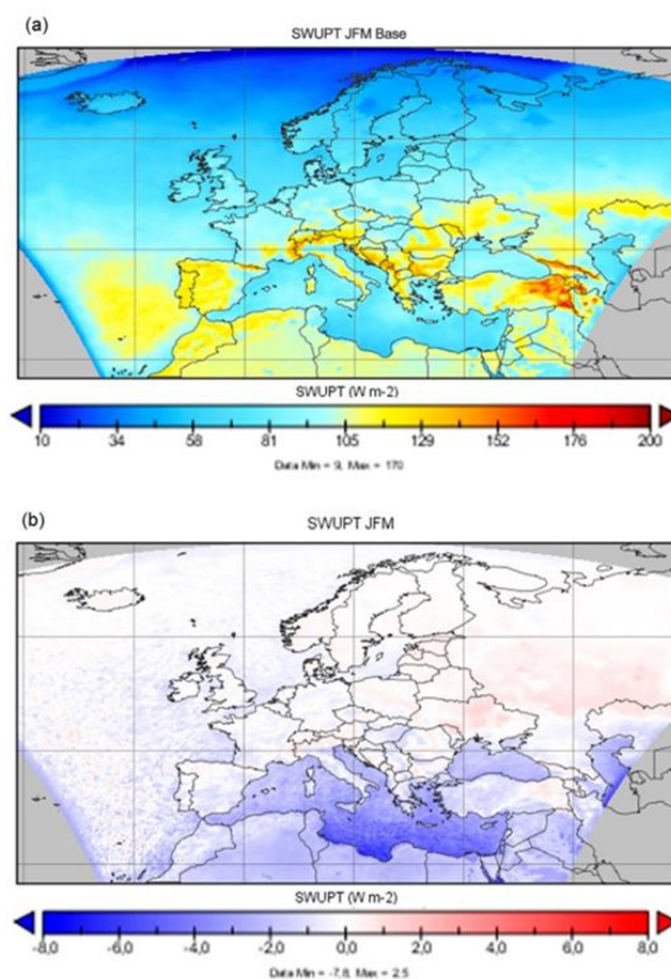 (a)
SWUPT JFM Base
SWUPT (W m-2)
10 34 58 81 105 129 152 176 200
Data Min = 9, Max = 170
(b)
SWUPT JFM
SWUPT (W m-2)
-8,0 -6,0 -4,0 -2,0 0,0 2,0 4,0 6,0 8,0
Data Min = -7,8, Max = 2,5